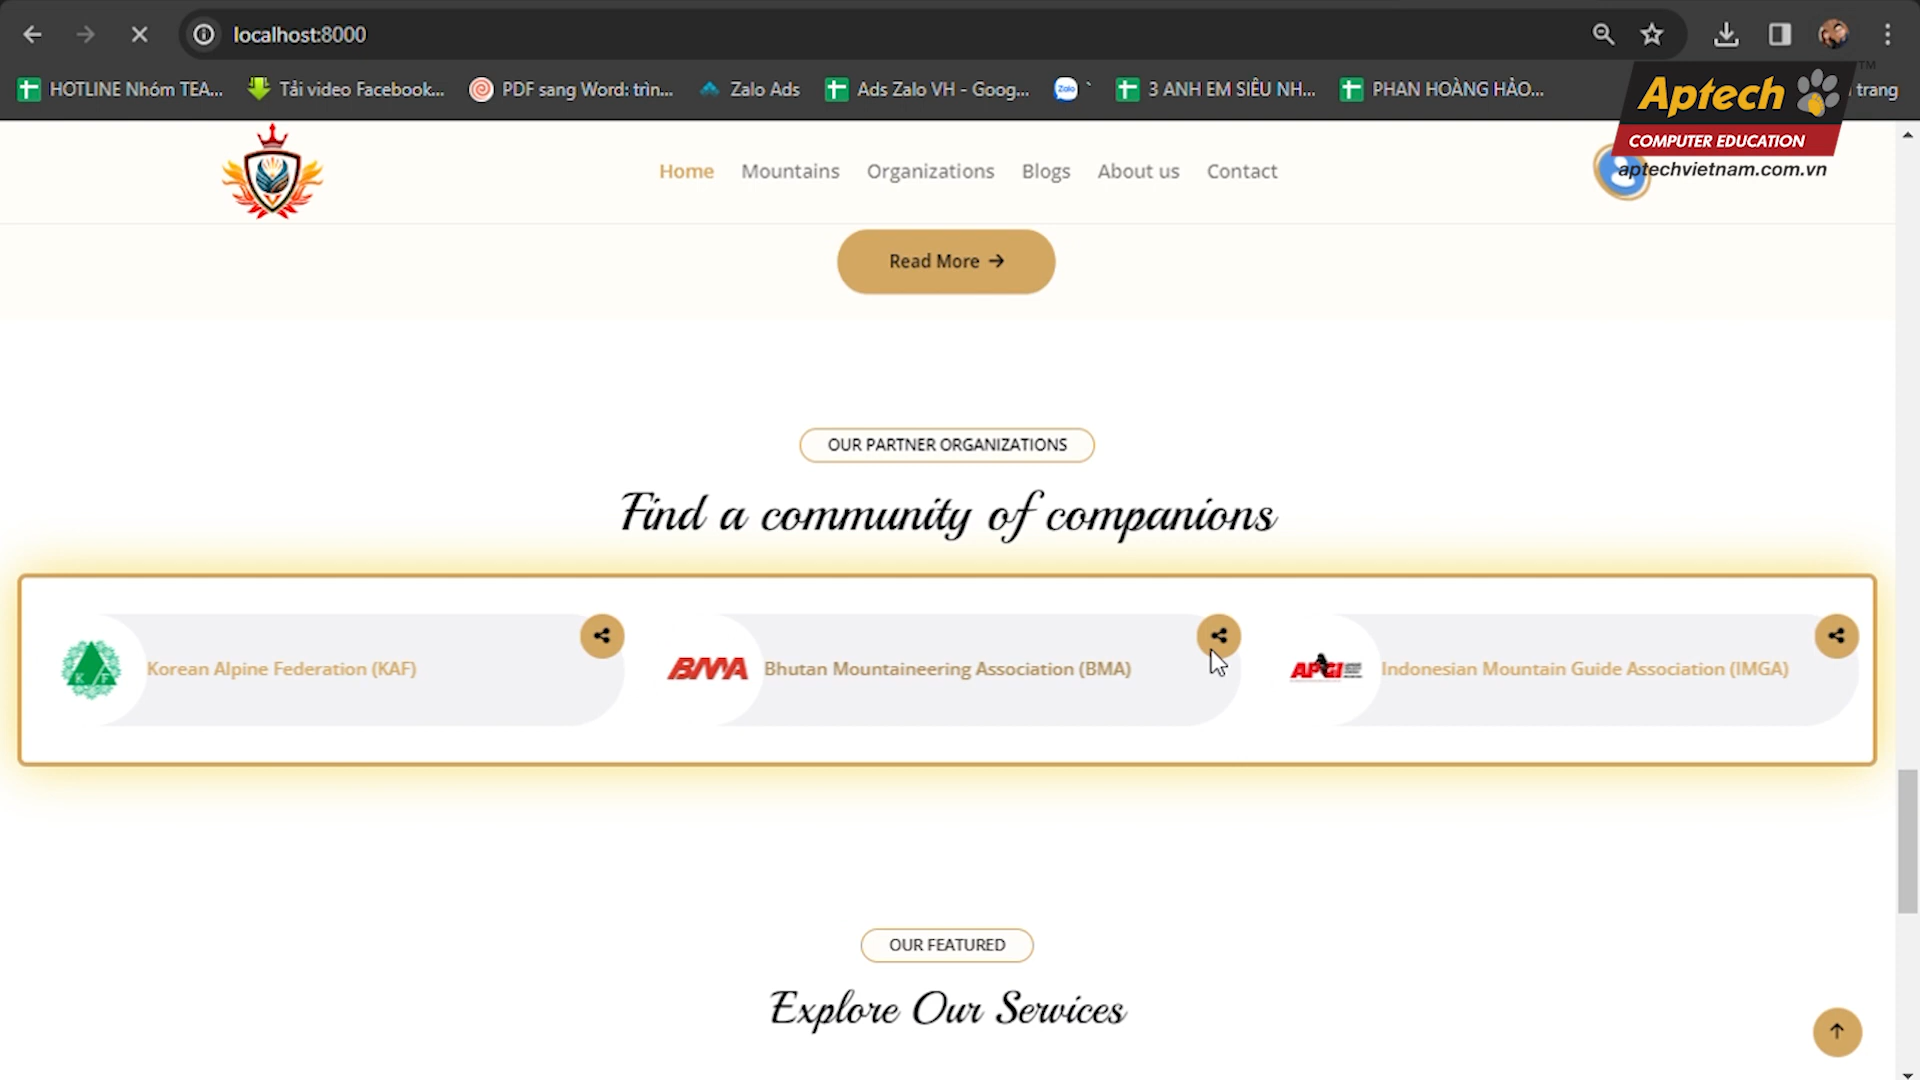 localhost:8000
HOTLINE Nhóm TEA...
Tải video Facebook...
PDF sang Word: trìn...
Zalo Ads
Ads Zalo VH - Goog...
Zalo
3 ANH EM SIÊU NH...
PHAN HOÀNG HẢO...
trang
Aptech
TM
COMPUTER EDUCATION
aptechvietnam.com.vn
Home
Mountains
Organizations
Blogs
About us
Contact
Read More →
OUR PARTNER ORGANIZATIONS
Find a community of companions
K F
Korean Alpine Federation (KAF)
BMA
Bhutan Mountaineering Association (BMA)
APGI
Indonesian Mountain Guide Association (IMGA)
OUR FEATURED
Explore Our Services